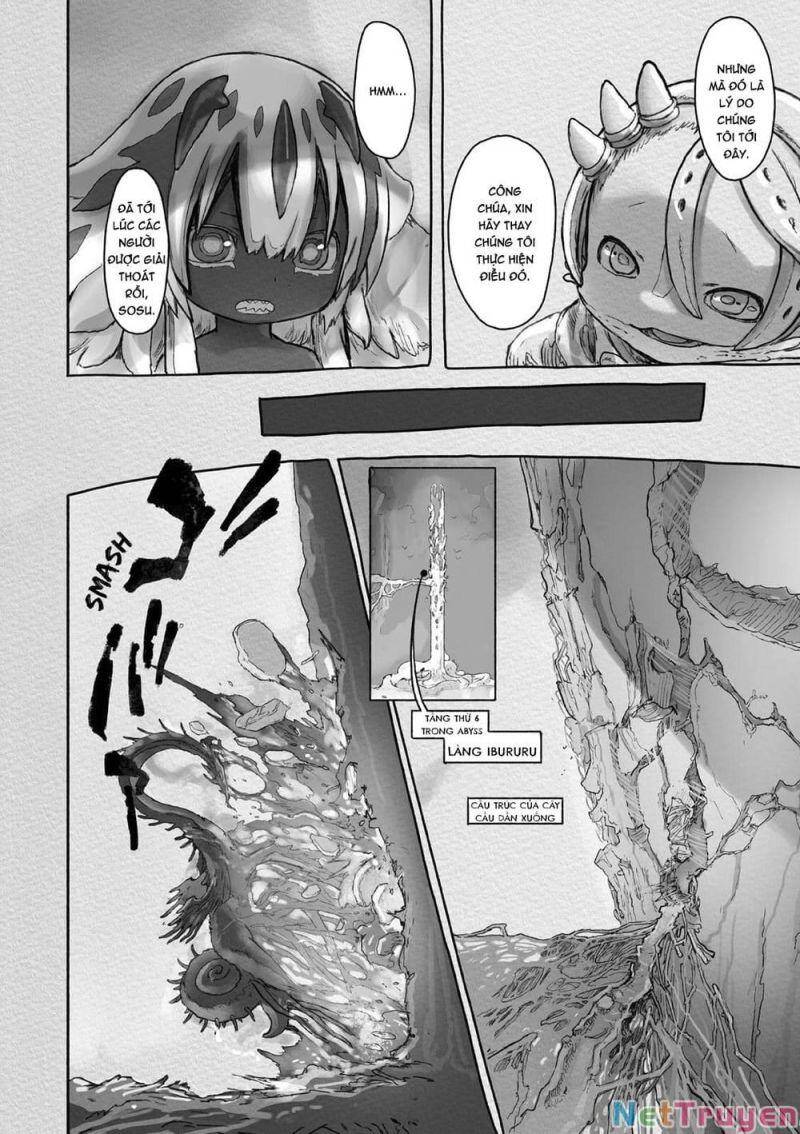 NHƯNG
MÀ ĐÓ LÀ
LÝ DO
CHÚNG
TÔI TỚI
ĐÂY.
CÔNG
CHÚA, XIN
HÃY THAY
CHÚNG TÔI
THỰC HIỆN
ĐIỀU ĐÓ.
HMM...
ĐÃ TỚI
LÚC CÁC
NGƯỜI
ĐƯỢC GIẢI
THOÁT
RỒI,
SOSU.
TẦNG THỨ 6
TRONG ABYSS
LÀNG IBURURU
CẤU TRÚC CỦA CÂY
CẦU DẪN XUỐNG
SMASH
NetTruyen